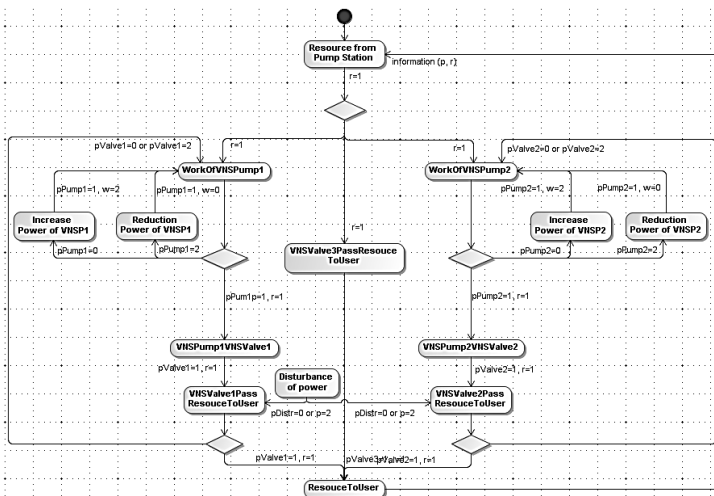 Resource from
Pump Station
information (p, r)
r=1
pValve1=0 or pValve1=2
r=1
r=1
pValve2=0 or pValve2=2
WorkOfVNSPump1
WorkOfVNSPump2
pPump1=1, w=2
pPump1=1, w=0
pPump2=1, w=2
pPump2=1, w=0
Increase
Power of VNSP1
Reduction
Power of VNSP1
r=1
Increase
Power of VNSP2
Reduction
Power of VNSP2
pPump1=0
pPump1=2
VNSValve3PassResouce
ToUser
pPump2=0
pPump2=2
pPum1p=1, r=1
pPump2=1, r=1
VNSPump1VNSValve1
VNSPump2VNSValve2
pValve1=1, r=1
pValve2=1, r=1
Disturbance
of power
VNSValve1Pass
ResouceToUser
VNSValve2Pass
ResouceToUser
pDistr=0 or p=2
pDistr=0 or p=2
pValve1=1, r=1
pValve2=1, r=1
ResouceToUser